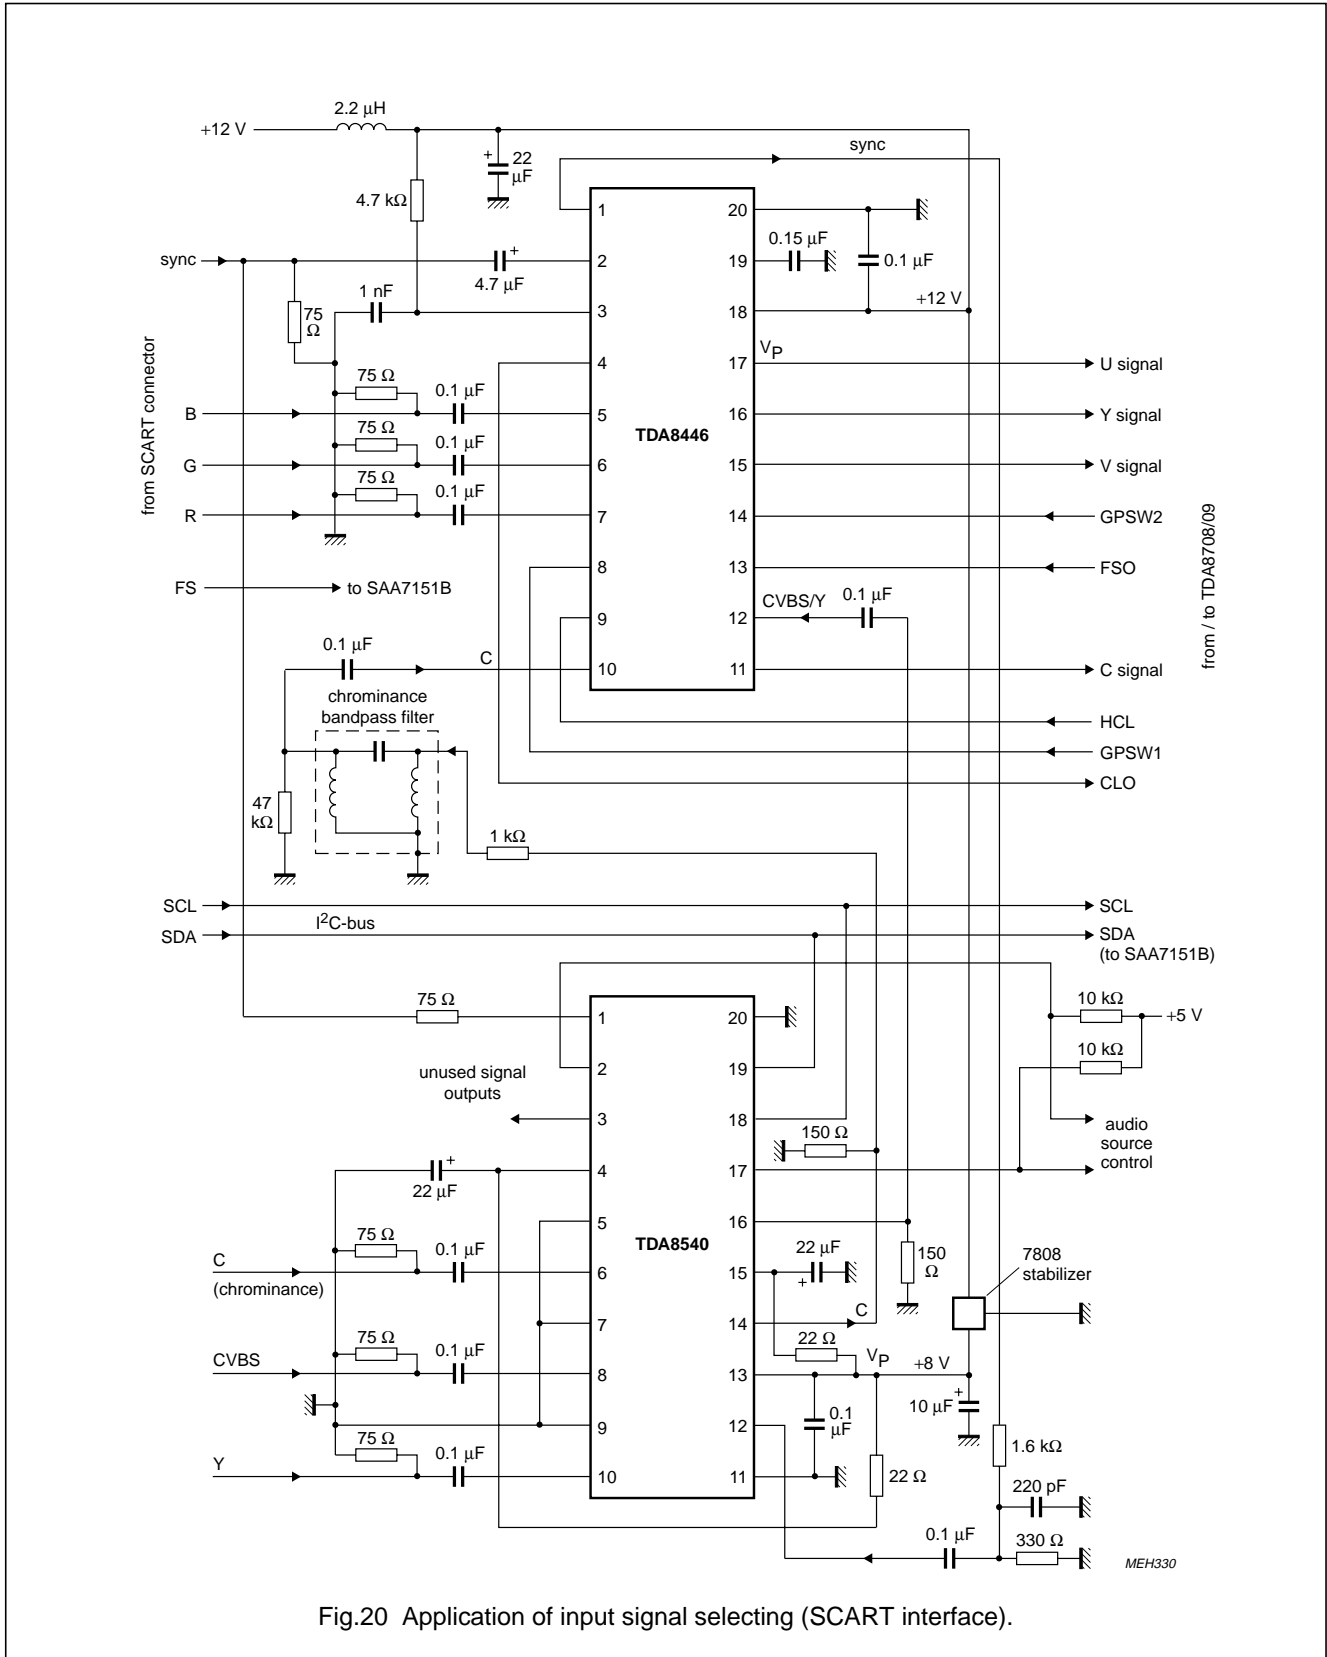 2.2 μH
+12 V
sync
+ 22 μF
4.7 kΩ
1 20
0.15 μF
sync + 2 19 0.1 μF
4.7 μF
1 nF +12 V
75 Ω 3 18
VP
4 17 U signal
75 Ω 0.1 μF
B 5 16 Y signal
TDA8446
75 Ω 0.1 μF
G 6 15 V signal
75 Ω 0.1 μF
R 7 14 GPSW2
from SCART connector
from / to TDA8708/09
8 13 FSO
FS to SAA7151B
CVBS/Y 0.1 μF
9 12
0.1 μF C
10 11 C signal
chrominance
bandpass filter
HCL
GPSW1
CLO
47 kΩ
1 kΩ
SCL SCL
I2C-bus
SDA SDA
(to SAA7151B)
75 Ω 10 kΩ
1 20 +5 V
10 kΩ
2 19
unused signal
outputs
3 18
150 Ω audio
source
control
+ 4 17
22 μF
5 16
75 Ω 0.1 μF TDA8540 22 μF 150 Ω 7808
stabilizer
C 6 15 +
(chrominance)
7 14 C
75 Ω 0.1 μF 22 Ω VP +8 V
CVBS 8 13
0.1 μF 10 μF +
9 12
75 Ω 0.1 μF 1.6 kΩ
Y 10 11 22 Ω
220 pF
0.1 μF 330 Ω
MEH330
Fig.20 Application of input signal selecting (SCART interface).